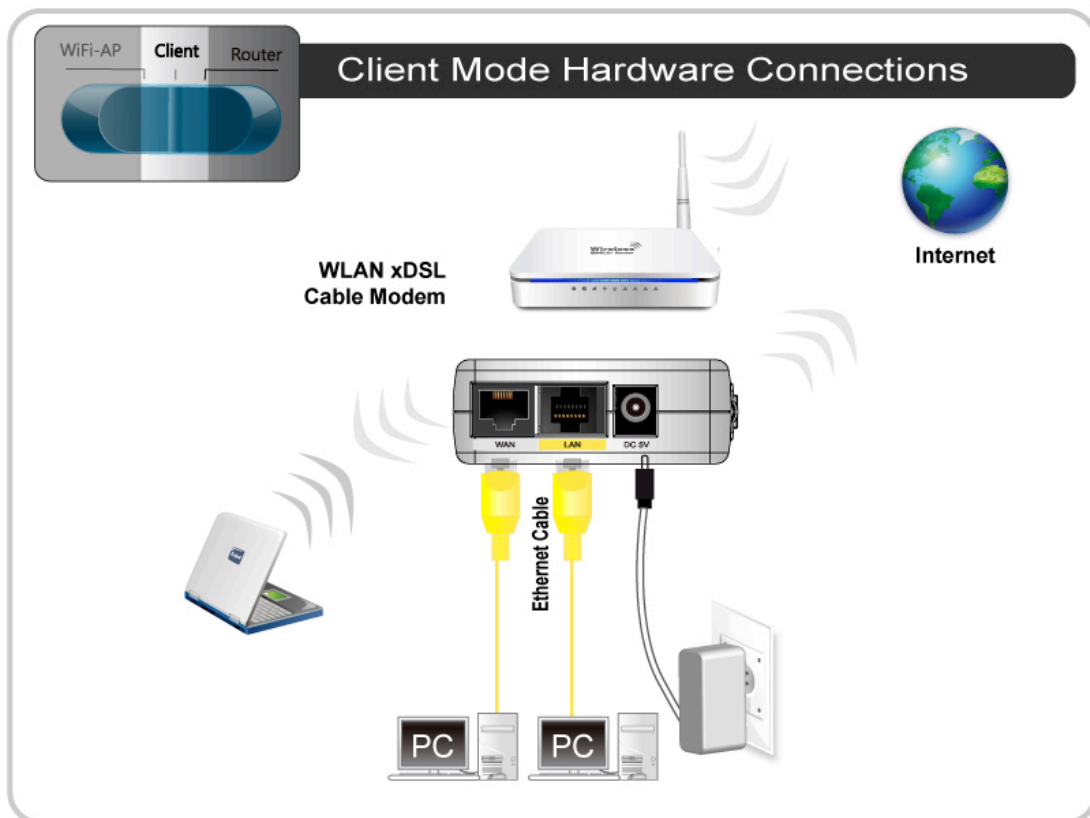 WiFi-AP Client Router
Client Mode Hardware Connections
Internet
WLAN xDSL
Cable Modem
Wireless
WAN LAN DC 5V
Ethernet Cable
PC PC